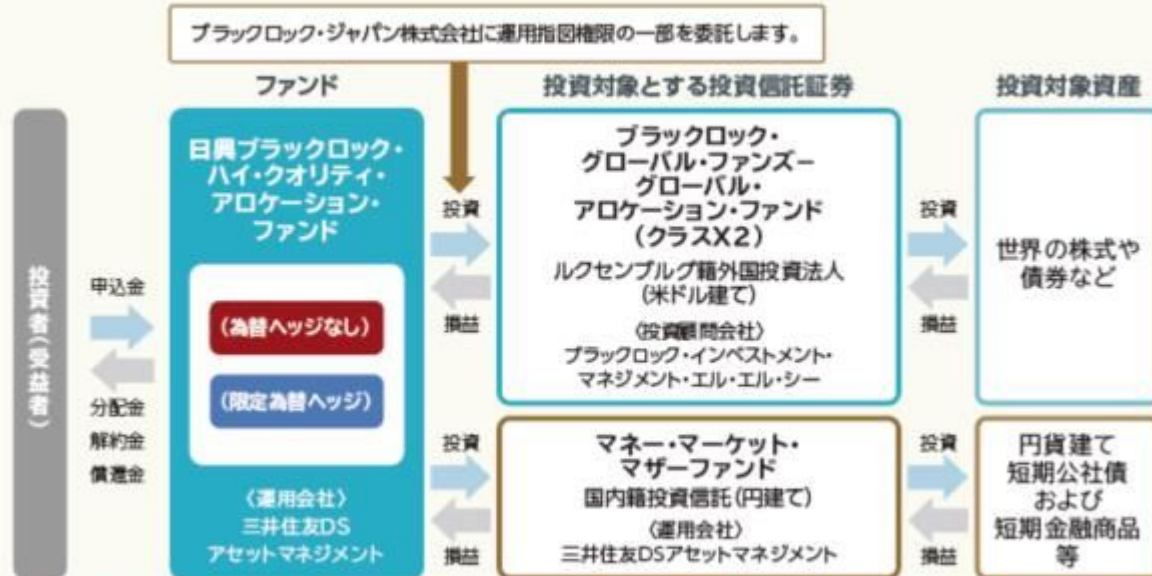 ブラックロック・ジャパン株式会社に運用指図権限の一部を委託します。
ファンド
投資対象とする投資信託証券
投資対象資産
投資者(受益者)
申込金
分配金
解約金
償還金
日興ブラックロック・
ハイ・クオリティ・
アロケーション・
ファンド
(為替ヘッジなし)
(限定為替ヘッジ)
〈運用会社〉
三井住友DS
アセットマネジメント
投資
損益
ブラックロック・
グローバル・ファンズ−
グローバル・
アロケーション・ファンド
(クラスX2)
ルクセンブルグ籍外国投資法人
(米ドル建て)
〈投資顧問会社〉
ブラックロック・インベストメント・
マネジメント・エル・エル・シー
投資
損益
世界の株式や
債券など
投資
損益
マネー・マーケット・
マザーファンド
国内籍投資信託(円建て)
〈運用会社〉
三井住友DSアセットマネジメント
投資
損益
円貨建て
短期公社債
および
短期金融商品
等